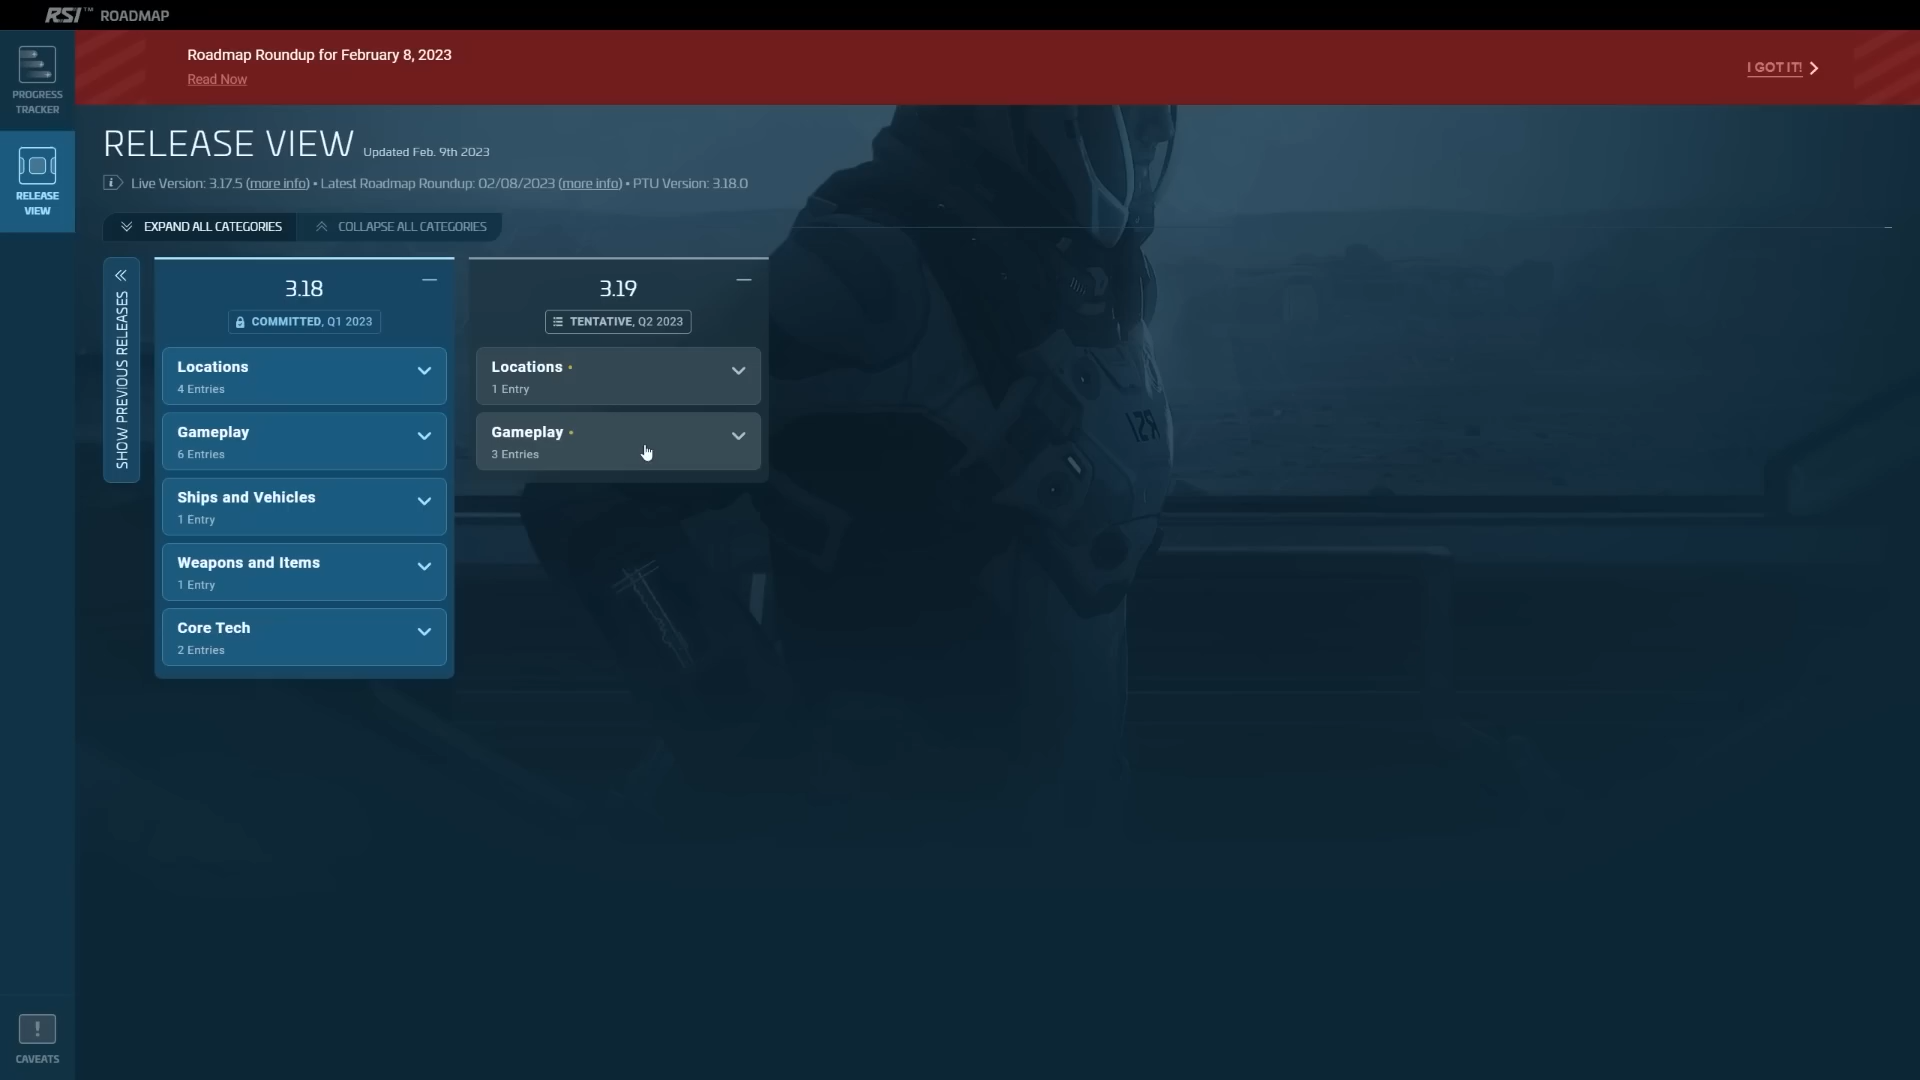 RSI™ ROADMAP
PROGRESS
TRACKER
RELEASE
VIEW
Roadmap Roundup for February 8, 2023
Read Now
I GOT IT!
RELEASE VIEW Updated Feb. 9th 2023
Live Version: 3.17.5 (more info) • Latest Roadmap Roundup: 02/08/2023 (more info) • PTU Version: 3.18.0
EXPAND ALL CATEGORIES
COLLAPSE ALL CATEGORIES
SHOW PREVIOUS RELEASES
3.18
COMMITTED, Q1 2023
Locations
4 Entries
Gameplay
6 Entries
Ships and Vehicles
1 Entry
Weapons and Items
1 Entry
Core Tech
2 Entries
3.19
TENTATIVE, Q2 2023
Locations
1 Entry
Gameplay
3 Entries
RSI
CAVEATS